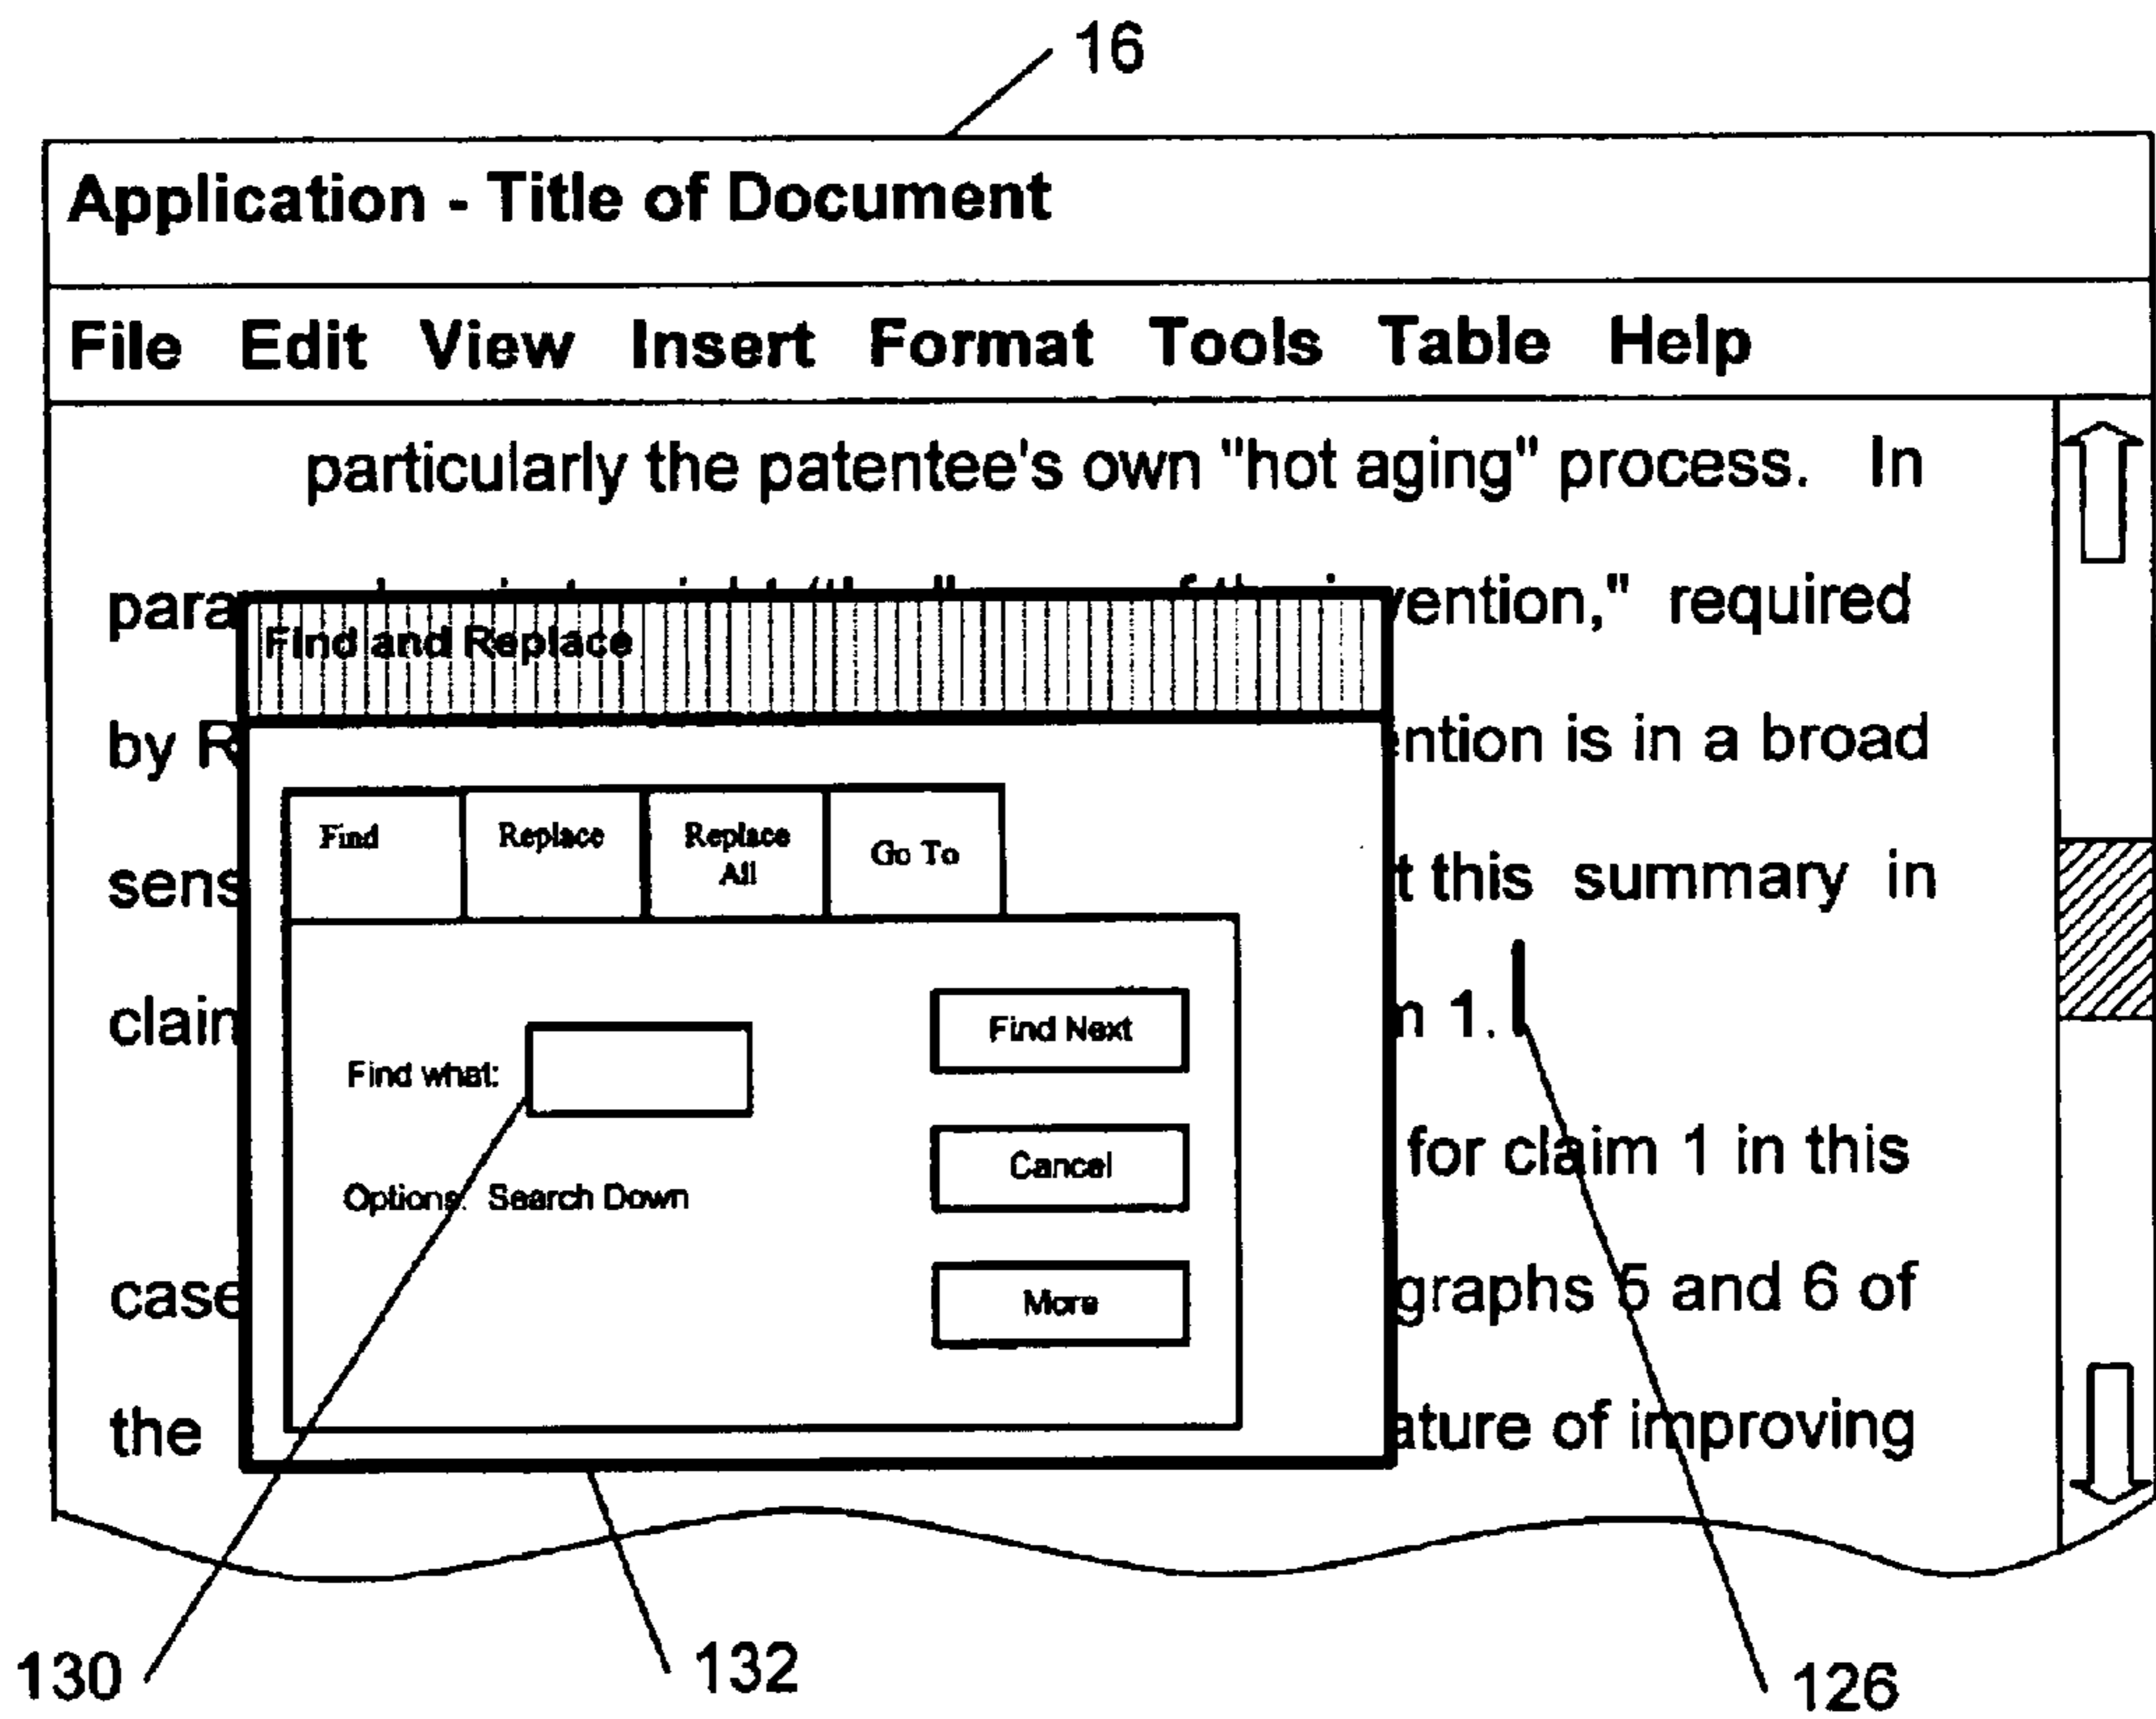 16
Application - Title of Document
File Edit View Insert Format Tools Table Help
particularly the patentee's own "hot aging" process. In
para vention," required
Find and Replace
by R ntion is in a broad
Find Replace Replace All Go To
sens t this summary in
claim n 1.
Find Next
Find what:
Cancel
for claim 1 in this
Options: Search Down
case graphs 5 and 6 of
More
the ature of improving
130 132 126